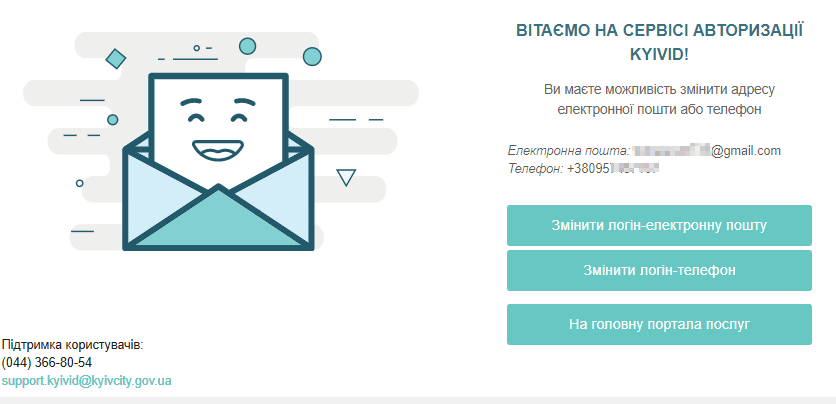 ВІТАЄМО НА СЕРВІСІ АВТОРИЗАЦІЇ
KYIVID!
Ви маєте можливість змінити адресу
електронної пошти або телефон
Електронна пошта: @gmail.com
Телефон: +38095
Змінити логін-електронну пошту
Змінити логін-телефон
На головну портала послуг
Підтримка користувачів:
(044) 366-80-54
support.kyivid@kyivcity.gov.ua